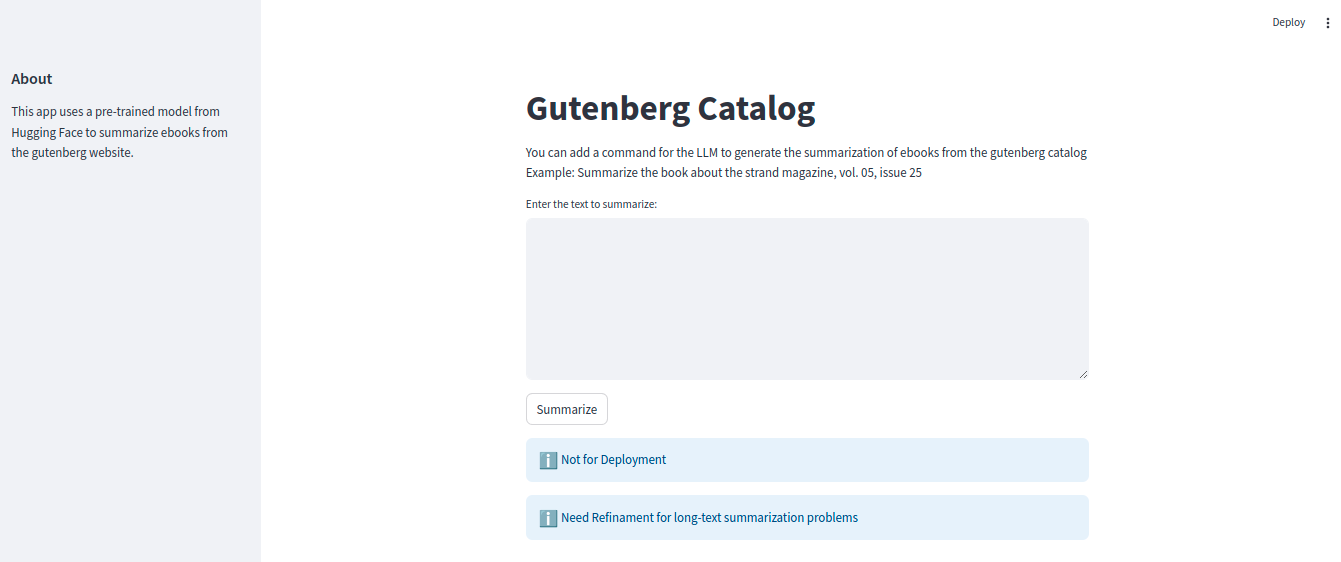 Deploy
About
This app uses a pre-trained model from
Hugging Face to summarize ebooks from
the gutenberg website.
Gutenberg Catalog
You can add a command for the LLM to generate the summarization of ebooks from the gutenberg catalog
Example: Summarize the book about the strand magazine, vol. 05, issue 25
Enter the text to summarize:
Summarize
ℹ️ Not for Deployment
ℹ️ Need Refinament for long-text summarization problems